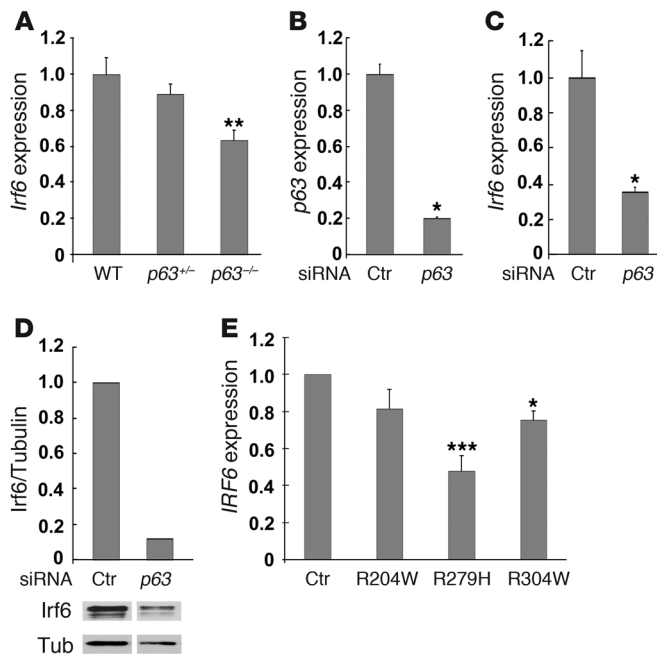 A
Irf6 expression
1.2
1.0
0.8
0.6
0.4
0.2
0
**
WT p63+/– p63–/–
B
p63 expression
1.2
1.0
0.8
0.6
0.4
0.2
0
*
siRNA Ctr p63
C
Irf6 expression
1.2
1.0
0.8
0.6
0.4
0.2
0
*
siRNA Ctr p63
D
Irf6/Tubulin
1.2
1.0
0.8
0.6
0.4
0.2
0
siRNA Ctr p63
Irf6
Tub
E
IRF6 expression
1.2
1.0
0.8
0.6
0.4
0.2
0
***
*
Ctr R204W R279H R304W